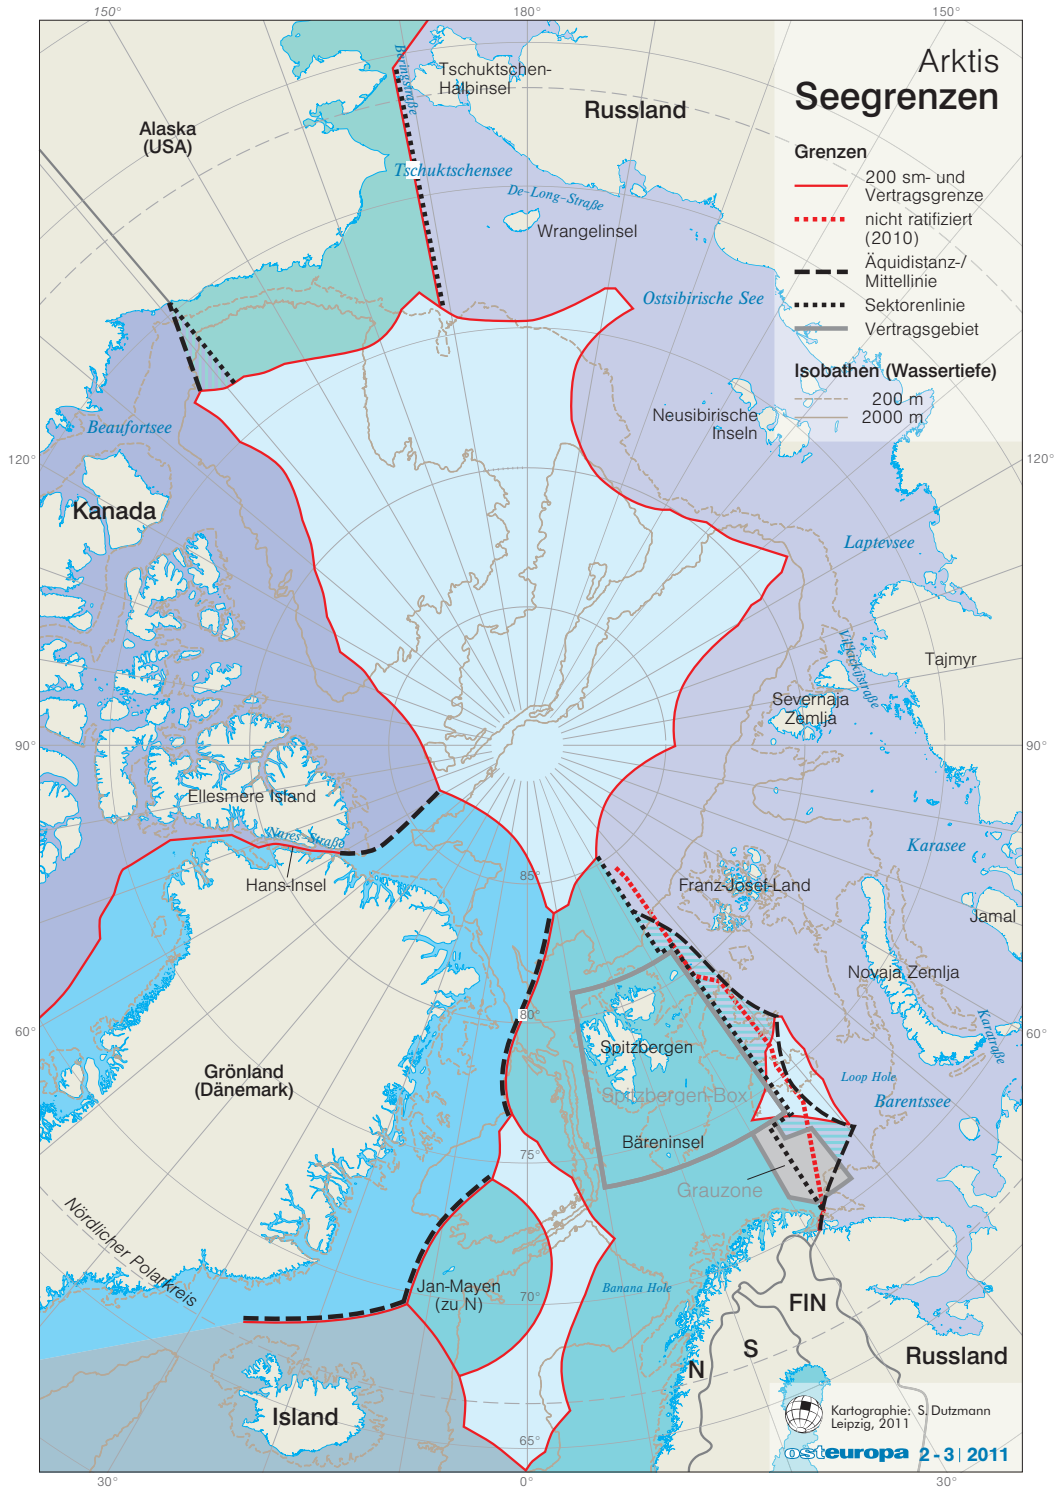 150°
180°
150°
Arktis
Seegrenzen
Grenzen
200 sm- und
Vertragsgrenze
nicht ratifiziert
(2010)
Äquidistanz-/
Mittellinie
Sektorenlinie
Vertragsgebiet
Isobathen (Wassertiefe)
200 m
2000 m
Beringstraße
Tschuktschen-
Halbinsel
Russland
Alaska
(USA)
Tschuktschensee
De-Long-Straße
Wrangelinsel
Ostsibirische See
Neusibirische
Inseln
Beaufortsee
120°
120°
Kanada
Laptevsee
Vil'kickijstraße
Tajmyr
Severnaja
Zemlja
90°
90°
Ellesmere Island
Nares-Straße
Hans-Insel
Karasee
85°
Franz-Josef-Land
Jamal
Novaja Zemlja
80°
60°
60°
Karatraße
Spitzbergen
Grönland
(Dänemark)
Loop Hole
Spitzbergen-Box
Barentssee
Bäreninsel
75°
Grauzone
Nördlicher Polarkreis
Jan-Mayen
(zu N)
Banana Hole
70°
FIN
S
N
Russland
Island
Kartographie: S. Dutzmann
Leipzig, 2011
65°
osteuropa 2 - 3 | 2011
30°
0°
30°